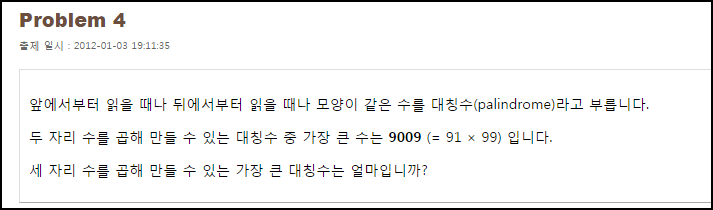 Problem 4
출제 일시 : 2012-01-03 19:11:35
앞에서부터 읽을 때나 뒤에서부터 읽을 때나 모양이 같은 수를 대칭수(palindrome)라고 부릅니다.
두 자리 수를 곱해 만들 수 있는 대칭수 중 가장 큰 수는 9009 (= 91 × 99) 입니다.
세 자리 수를 곱해 만들 수 있는 가장 큰 대칭수는 얼마입니까?